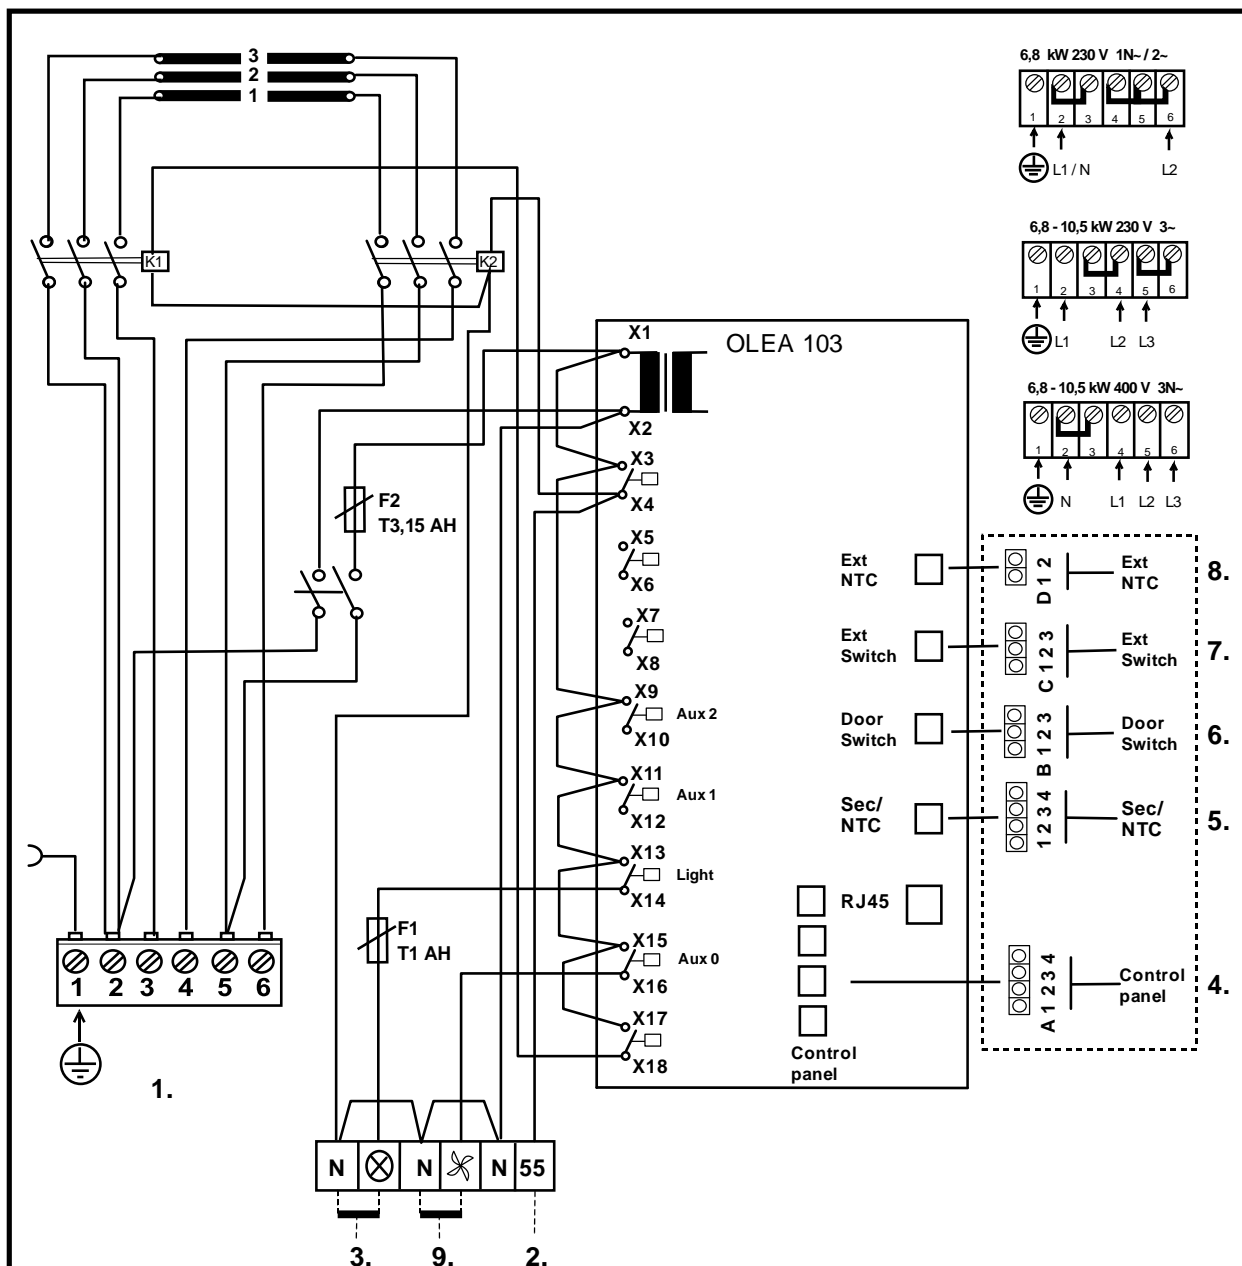 3
2
1
K1
K2
F2
T3,15 AH
F1
T1 AH
1 2 3 4 5 6
1.
OLEA 103
X1
X2
X3
X4
X5
X6
X7
X8
X9
Aux 2
X10
X11
Aux 1
X12
X13
Light
X14
X15
Aux 0
X16
X17
X18
Ext
NTC
Ext
Switch
Door
Switch
Sec/
NTC
RJ45
Control
panel
N N N 55
3. 9. 2.
6,8 kW 230 V 1N~ / 2~
1 2 3 4 5 6
L1 / N L2
6,8 - 10,5 kW 230 V 3~
1 2 3 4 5 6
L1 L2 L3
6,8 - 10,5 kW 400 V 3N~
1 2 3 4 5 6
N L1 L2 L3
D 1 2
Ext
NTC
8.
C 1 2 3
Ext
Switch
7.
B 1 2 3
Door
Switch
6.
1 2 3 4
Sec/
NTC
5.
A 1 2 3 4
Control
panel
4.